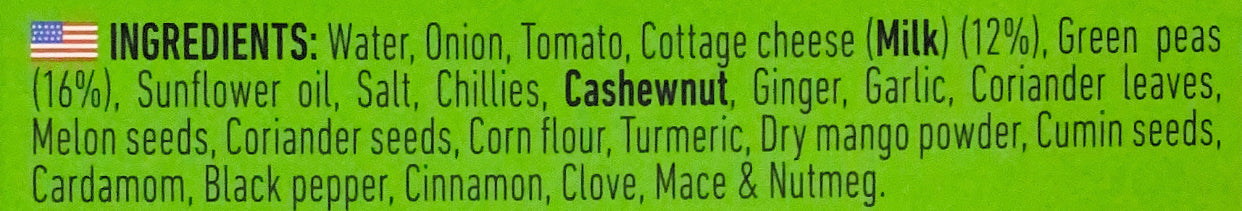 INGREDIENTS: Water, Onion, Tomato, Cottage cheese (Milk) (12%), Green peas
(16%), Sunflower oil, Salt, Chillies, Cashewnut, Ginger, Garlic, Coriander leaves,
Melon seeds, Coriander seeds, Corn flour, Turmeric, Dry mango powder, Cumin seeds,
Cardamom, Black pepper, Cinnamon, Clove, Mace & Nutmeg.